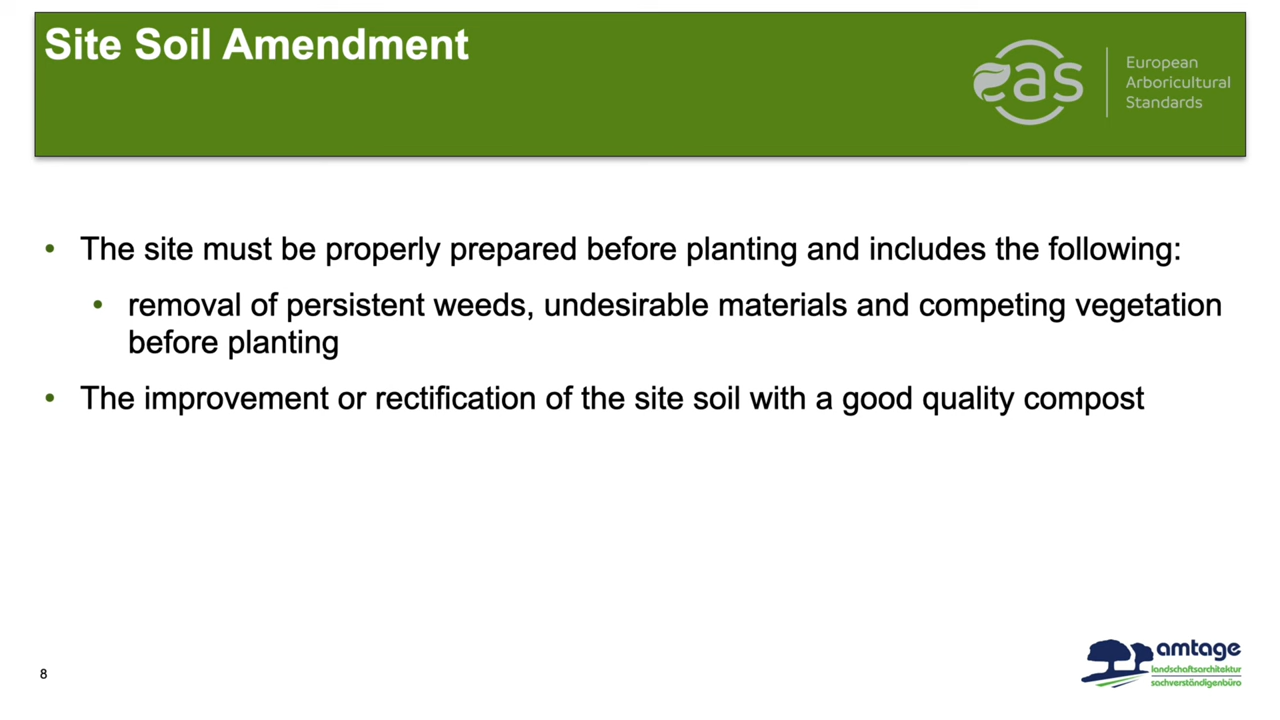 Site Soil Amendment
eas
European
Arboricultural
Standards
• The site must be properly prepared before planting and includes the following:
• removal of persistent weeds, undesirable materials and competing vegetation
before planting
• The improvement or rectification of the site soil with a good quality compost
8
amtage
landschaftsarchitektur
sachverständigenbüro